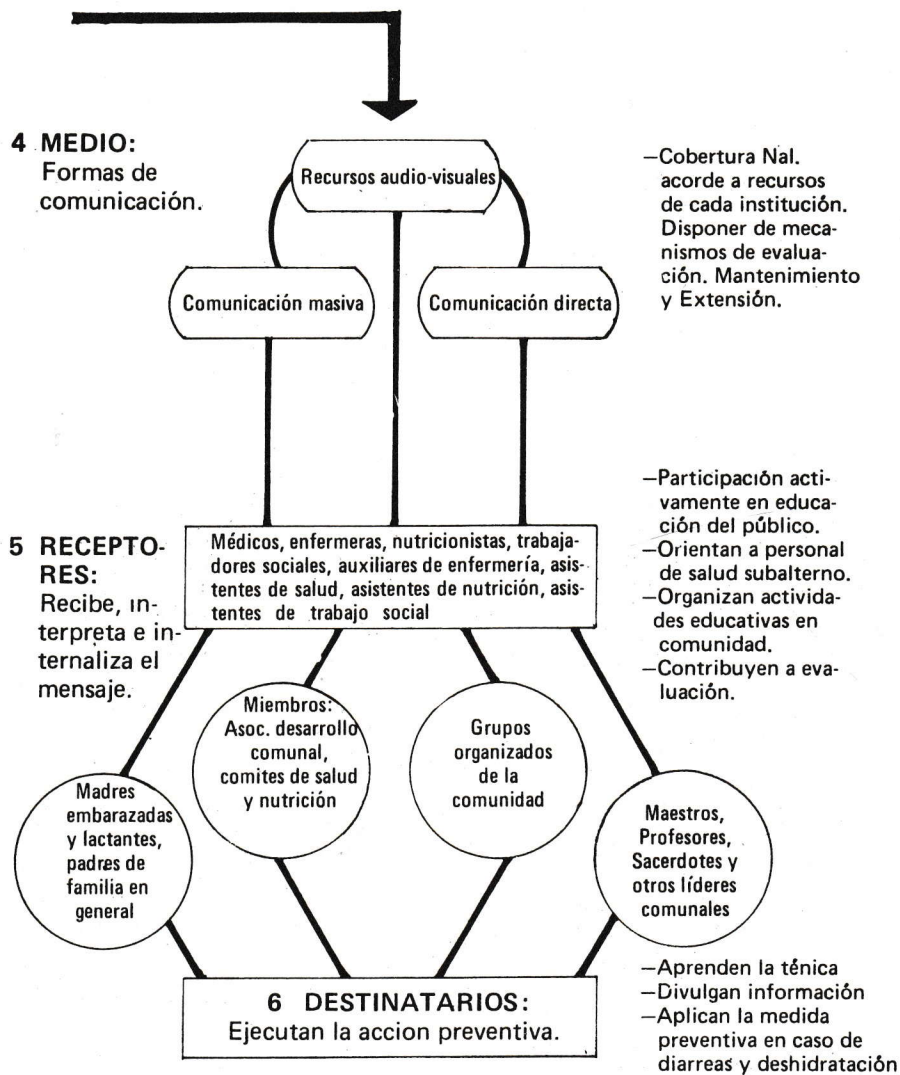 4 MEDIO:
Formas de
comunicación.
Recursos audio-visuales
—Cobertura Nal.
acorde a recursos
de cada institución.
Disponer de meca-
nismos de evalua-
ción. Mantenimiento
y Extensión.
Comunicación masiva
Comunicación directa
5 RECEPTO-
RES:
Recibe, in-
terpreta e in-
ternaliza el
mensaje.
Médicos, enfermeras, nutricionistas, trabaja-
dores sociales, auxiliares de enfermería, asis-
tentes de salud, asistentes de nutrición, asis-
tentes de trabajo social
—Participación acti-
vamente en educa-
ción del público.
—Orientan a personal
de salud subalterno.
—Organizan activida-
des educativas en
comunidad.
—Contribuyen a eva-
luación.
Madres
embarazadas
y lactantes,
padres de
familia en
general
Miembros:
Asoc. desarrollo
comunal,
comites de salud
y nutrición
Grupos
organizados
de la
comunidad
Maestros,
Profesores,
Sacerdotes y
otros líderes
comunales
6 DESTINATARIOS:
Ejecutan la accion preventiva.
—Aprenden la ténica
—Divulgan información
—Aplican la medida
preventiva en caso de
diarreas y deshidratación